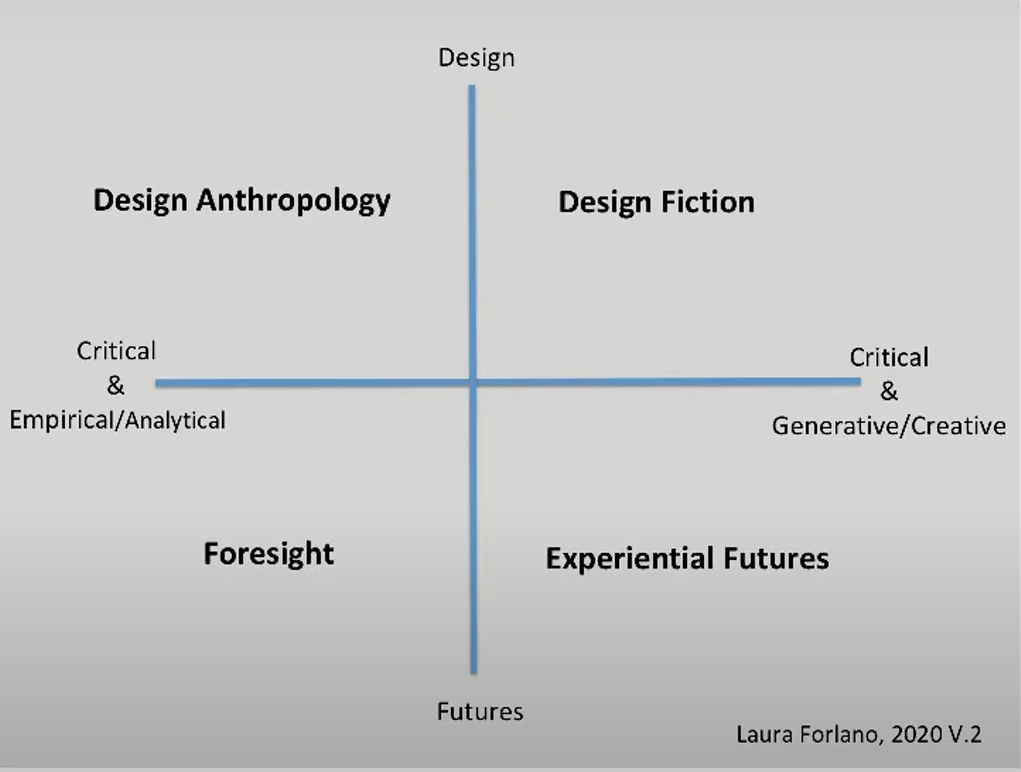 Design
Design Anthropology
Design Fiction
Critical
&
Empirical/Analytical
Critical
&
Generative/Creative
Foresight
Experiential Futures
Futures
Laura Forlano, 2020 V.2